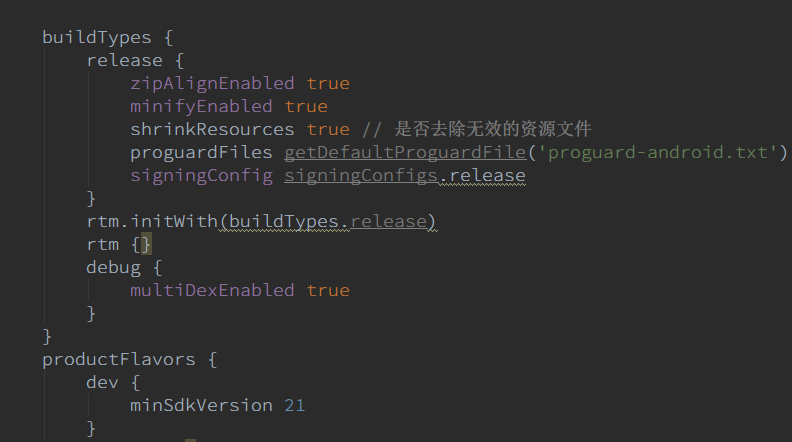 buildTypes {
release {
zipAlignEnabled true
minifyEnabled true
shrinkResources true // 是否去除无效的资源文件
proguardFiles getDefaultProguardFile('proguard-android.txt')
signingConfig signingConfigs.release
}
rtm.initWith(buildTypes.release)
rtm {}
debug {
multiDexEnabled true
}
}
productFlavors {
dev {
minSdkVersion 21
}